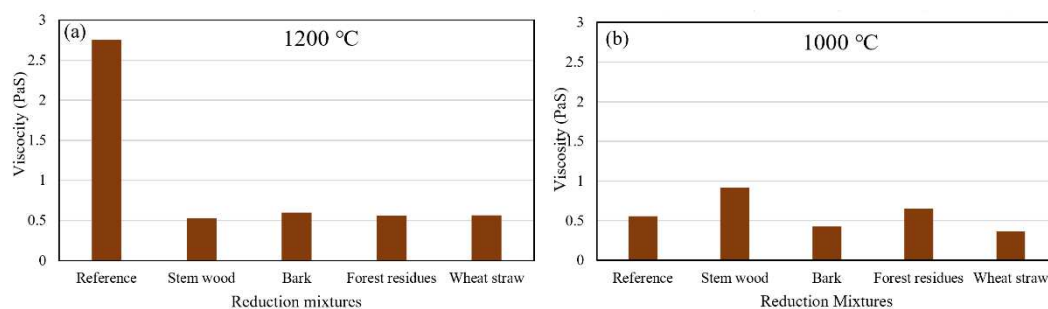 (a)
1200 °C
Viscocity (PaS)
3
2.5
2
1.5
1
0.5
0
Reference Stem wood Bark Forest residues Wheat straw
Reduction mixtures
(b)
1000 °C
Viscosity (PaS)
3
2.5
2
1.5
1
0.5
0
Reference Stem wood Bark Forest residues Wheat straw
Reduction Mixtures